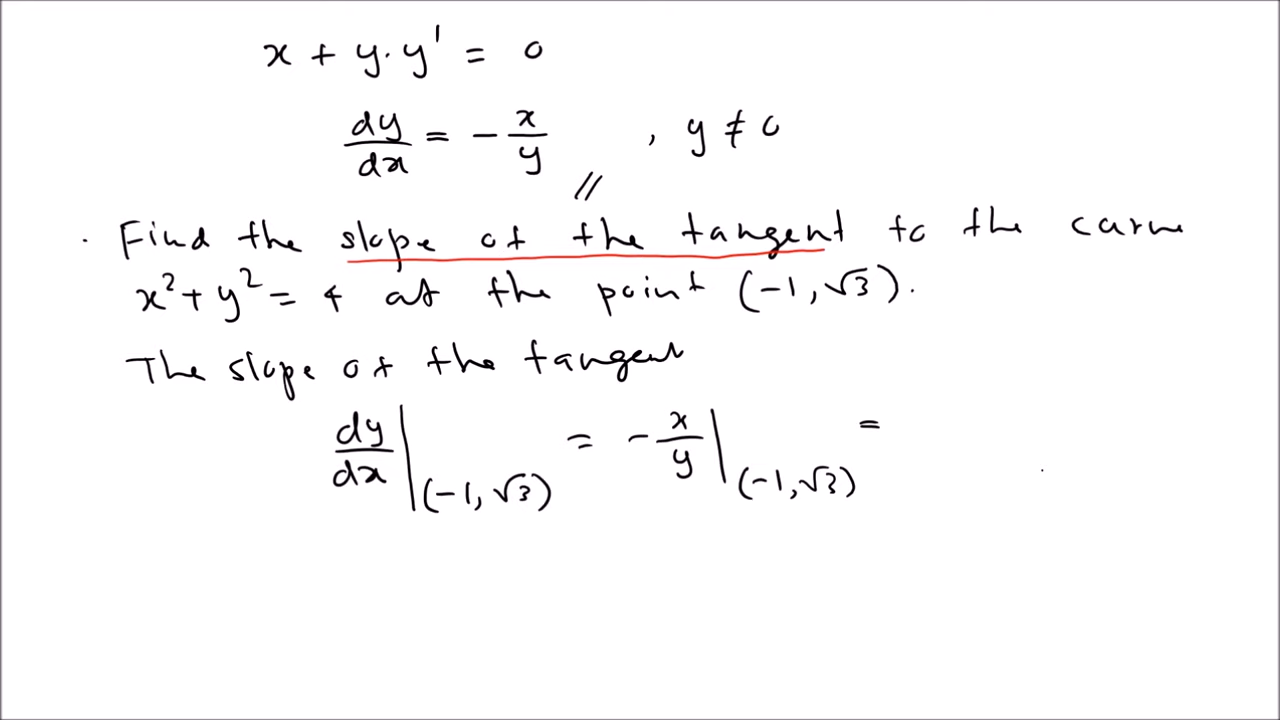 x + y · y' = 0
dy/dx = - x/y , y ≠ 0
//
· Find the slope of the tangent to the curve
x² + y² = 4 at the point (-1, √3).
The slope of the tangent
dy/dx |(-1, √3) = - x/y |(-1, √3) =